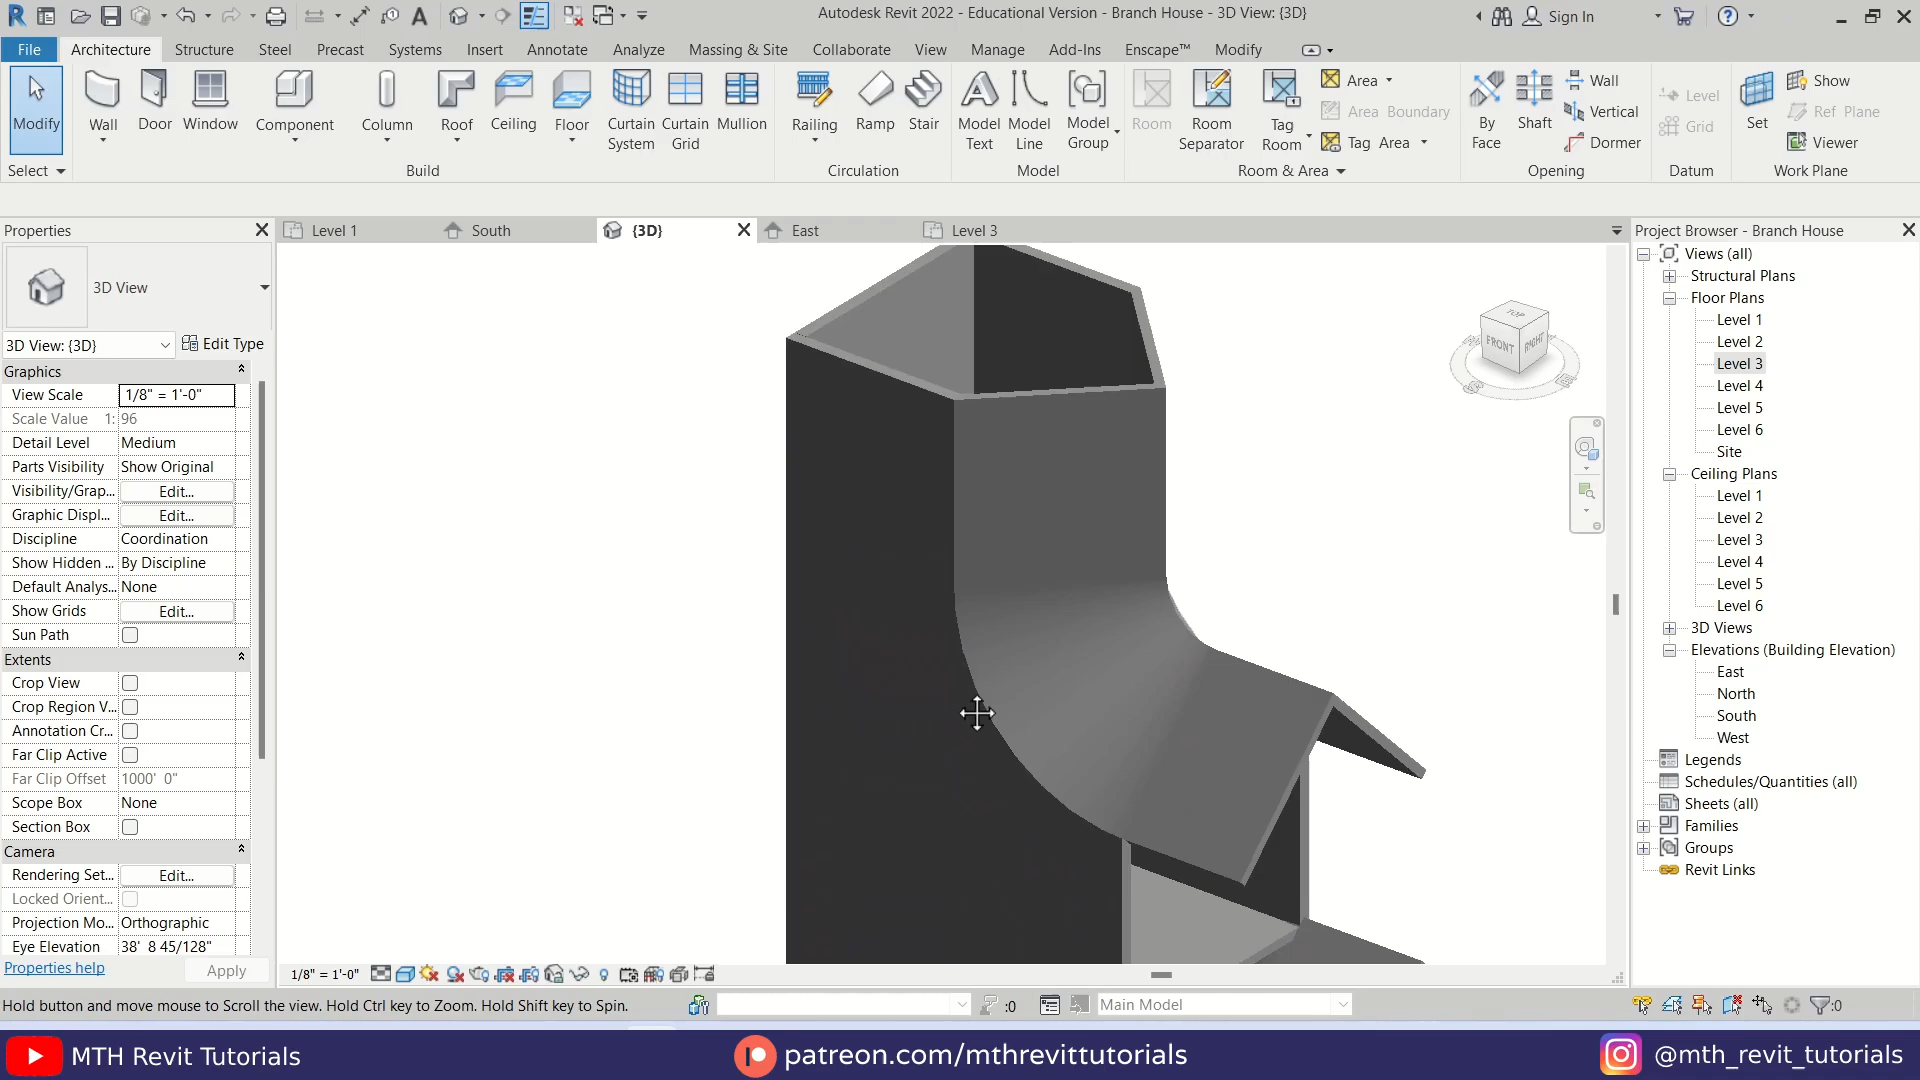 Autodesk Revit 2022 - Educational Version - Branch House - 3D View: {3D}
Sign In
File Architecture Structure Steel Precast Systems Insert Annotate Analyze Massing & Site Collaborate View Manage Add-Ins Enscape™ Modify
Modify
Wall
Door
Window
Component
Column
Roof
Ceiling
Floor
Curtain System
Curtain Grid
Mullion
Railing
Ramp
Stair
Model Text
Model Line
Model Group
Room
Room Separator
Tag Room
Area
Area Boundary
Tag Area
By Face
Shaft
Wall
Vertical
Dormer
Level
Grid
Set
Show
Ref Plane
Viewer
Select Build Circulation Model Room & Area Opening Datum Work Plane
Properties
Level 1 South {3D} East Level 3
Project Browser - Branch House
3D View
3D View: {3D} Edit Type
Graphics
View Scale 1/8" = 1'-0"
Scale Value 1: 96
Detail Level Medium
Parts Visibility Show Original
Visibility/Grap... Edit...
Graphic Displ... Edit...
Discipline Coordination
Show Hidden ... By Discipline
Default Analys... None
Show Grids Edit...
Sun Path
Extents
Crop View
Crop Region V...
Annotation Cr...
Far Clip Active
Far Clip Offset 1000' 0"
Scope Box None
Section Box
Camera
Rendering Set... Edit...
Locked Orient...
Projection Mo... Orthographic
Eye Elevation 38' 8 45/128"
Properties help Apply
TOP
FRONT
RIGHT
Views (all)
Structural Plans
Floor Plans
Level 1
Level 2
Level 3
Level 4
Level 5
Level 6
Site
Ceiling Plans
Level 1
Level 2
Level 3
Level 4
Level 5
Level 6
3D Views
Elevations (Building Elevation)
East
North
South
West
Legends
Schedules/Quantities (all)
Sheets (all)
Families
Groups
Revit Links
1/8" = 1'-0"
Hold button and move mouse to Scroll the view. Hold Ctrl key to Zoom. Hold Shift key to Spin.
:0
Main Model
:0
MTH Revit Tutorials
patreon.com/mthrevittutorials
@mth_revit_tutorials